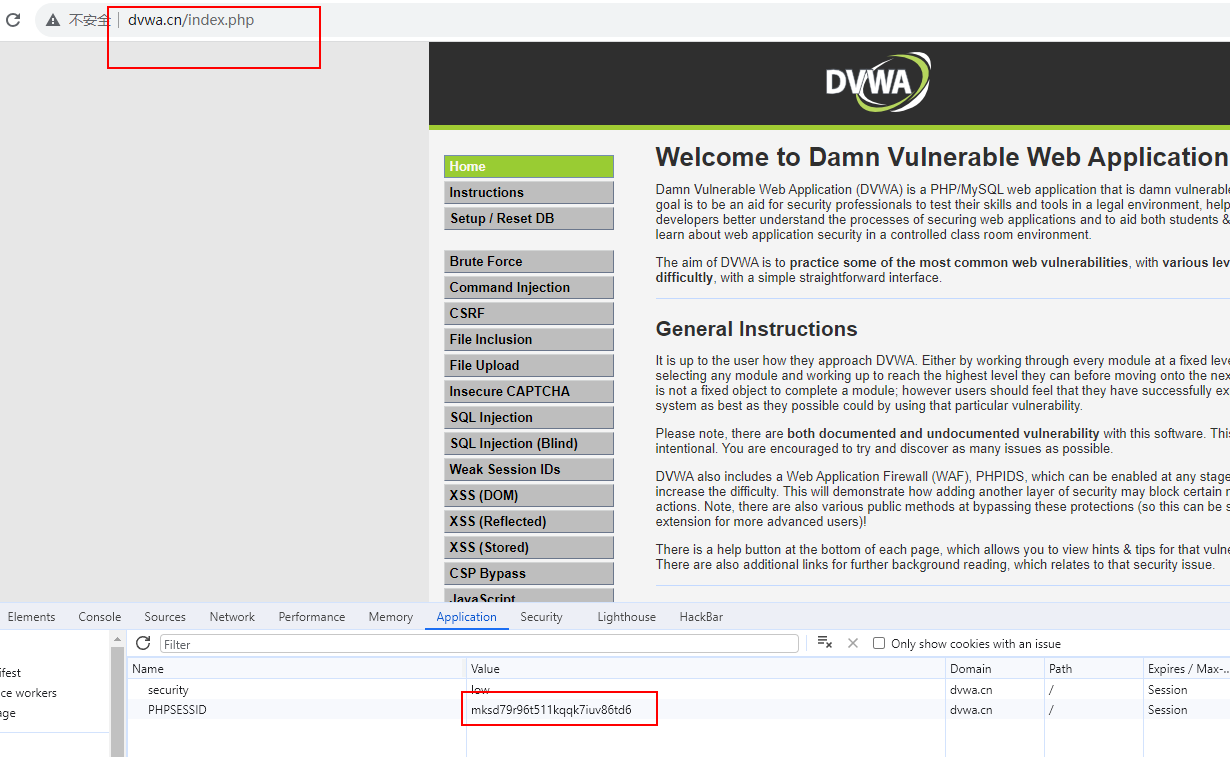 不安全 | dvwa.cn/index.php
DVWA
Home
Instructions
Setup / Reset DB
Brute Force
Command Injection
CSRF
File Inclusion
File Upload
Insecure CAPTCHA
SQL Injection
SQL Injection (Blind)
Weak Session IDs
XSS (DOM)
XSS (Reflected)
XSS (Stored)
CSP Bypass
JavaScript
Welcome to Damn Vulnerable Web Application
Damn Vulnerable Web Application (DVWA) is a PHP/MySQL web application that is damn vulnerable
goal is to be an aid for security professionals to test their skills and tools in a legal environment, help
developers better understand the processes of securing web applications and to aid both students &
learn about web application security in a controlled class room environment.
The aim of DVWA is to practice some of the most common web vulnerabilities, with various lev
difficultly, with a simple straightforward interface.
General Instructions
It is up to the user how they approach DVWA. Either by working through every module at a fixed leve
selecting any module and working up to reach the highest level they can before moving onto the nex
is not a fixed object to complete a module; however users should feel that they have successfully ex
system as best as they possible could by using that particular vulnerability.
Please note, there are both documented and undocumented vulnerability with this software. This
intentional. You are encouraged to try and discover as many issues as possible.
DVWA also includes a Web Application Firewall (WAF), PHPIDS, which can be enabled at any stage
increase the difficulty. This will demonstrate how adding another layer of security may block certain m
actions. Note, there are also various public methods at bypassing these protections (so this can be s
extension for more advanced users)!
There is a help button at the bottom of each page, which allows you to view hints & tips for that vulne
There are also additional links for further background reading, which relates to that security issue.
Elements Console Sources Network Performance Memory Application Security Lighthouse HackBar
Filter
Only show cookies with an issue
ifest
ce workers
age
Name Value Domain Path Expires / Max-...
security low dvwa.cn / Session
PHPSESSID mksd79r96t511kqqk7iuv86td6 dvwa.cn / Session